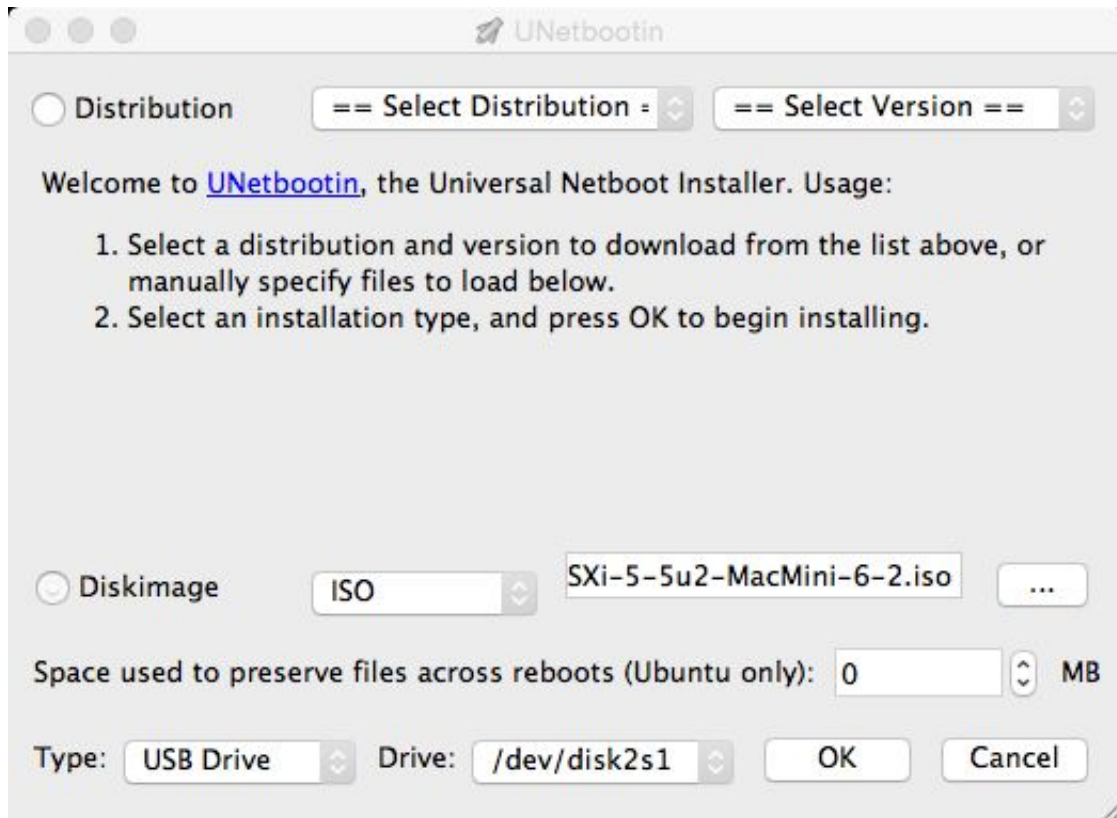 UNetbootin
Distribution == Select Distribution = == Select Version ==
Welcome to UNetbootin, the Universal Netboot Installer. Usage:
1. Select a distribution and version to download from the list above, or
manually specify files to load below.
2. Select an installation type, and press OK to begin installing.
Diskimage ISO SXi-5-5u2-MacMini-6-2.iso ...
Space used to preserve files across reboots (Ubuntu only): 0 MB
Type: USB Drive Drive: /dev/disk2s1 OK Cancel